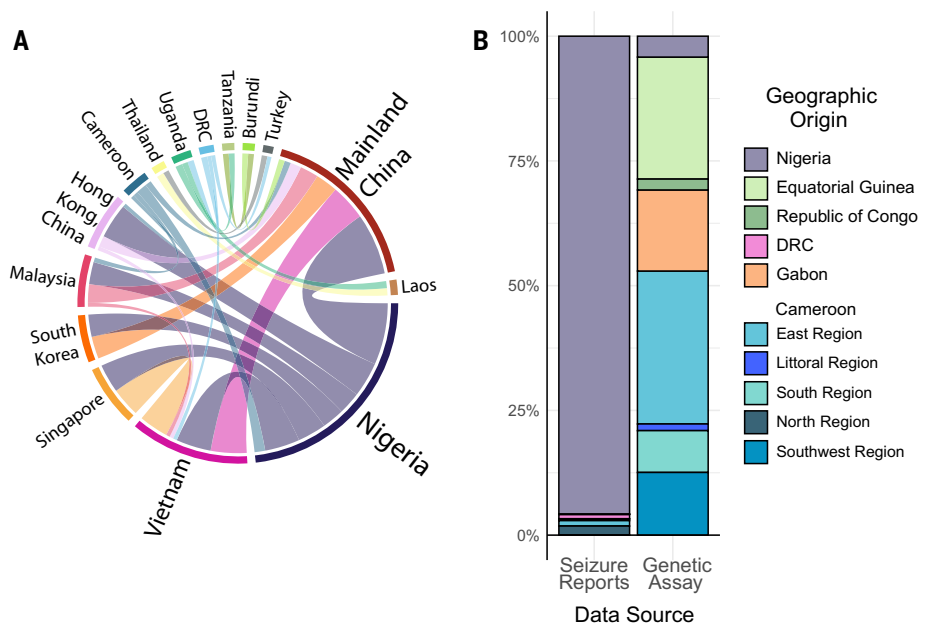 A
Cameroon
Thailand
Uganda
DRC
Tanzania
Burundi
Turkey
Mainland
China
Hong
Kong,
China
Malaysia
South
Korea
Singapore
Vietnam
Nigeria
Laos
B
100%
75%
50%
25%
0%
Seizure
Reports
Genetic
Assay
Data Source
Geographic
Origin
Nigeria
Equatorial Guinea
Republic of Congo
DRC
Gabon
Cameroon
East Region
Littoral Region
South Region
North Region
Southwest Region